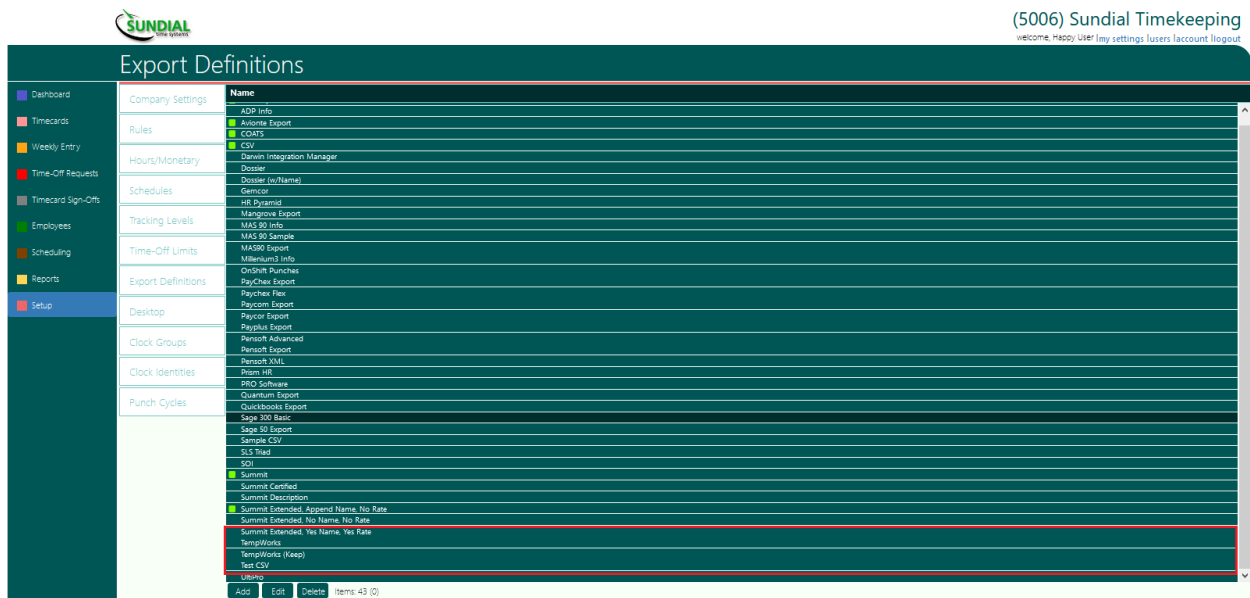 SUNDIAL
time systems
(5006) Sundial Timekeeping
welcome, Happy User |my settings |users |account |logout
Export Definitions
Dashboard
Timecards
Weekly Entry
Time-Off Requests
Timecard Sign-Offs
Employees
Scheduling
Reports
Setup
Company Settings
Rules
Hours/Monetary
Schedules
Tracking Levels
Time-Off Limits
Export Definitions
Desktop
Clock Groups
Clock Identities
Punch Cycles
Name
ADP Info
Avionte Export
COATS
CSV
Darwin Integration Manager
Dossier
Dossier (w/Name)
Gemcor
HR Pyramid
Mangrove Export
MAS 90 Info
MAS 90 Sample
MAS90 Export
Millenium3 Info
OnShift Punches
PayChex Export
Paychex Flex
Paycom Export
Paycor Export
Payplus Export
Pensoft Advanced
Pensoft Export
Pensoft XML
Prism HR
PRO Software
Quantum Export
Quickbooks Export
Sage 300 Basic
Sage 50 Export
Sample CSV
SLS Triad
SOI
Summit
Summit Certified
Summit Description
Summit Extended, Append Name, No Rate
Summit Extended, No Name, No Rate
Summit Extended, Yes Name, Yes Rate
TempWorks
TempWorks (Keep)
Test CSV
UltiPro
Add Edit Delete Items: 43 (0)